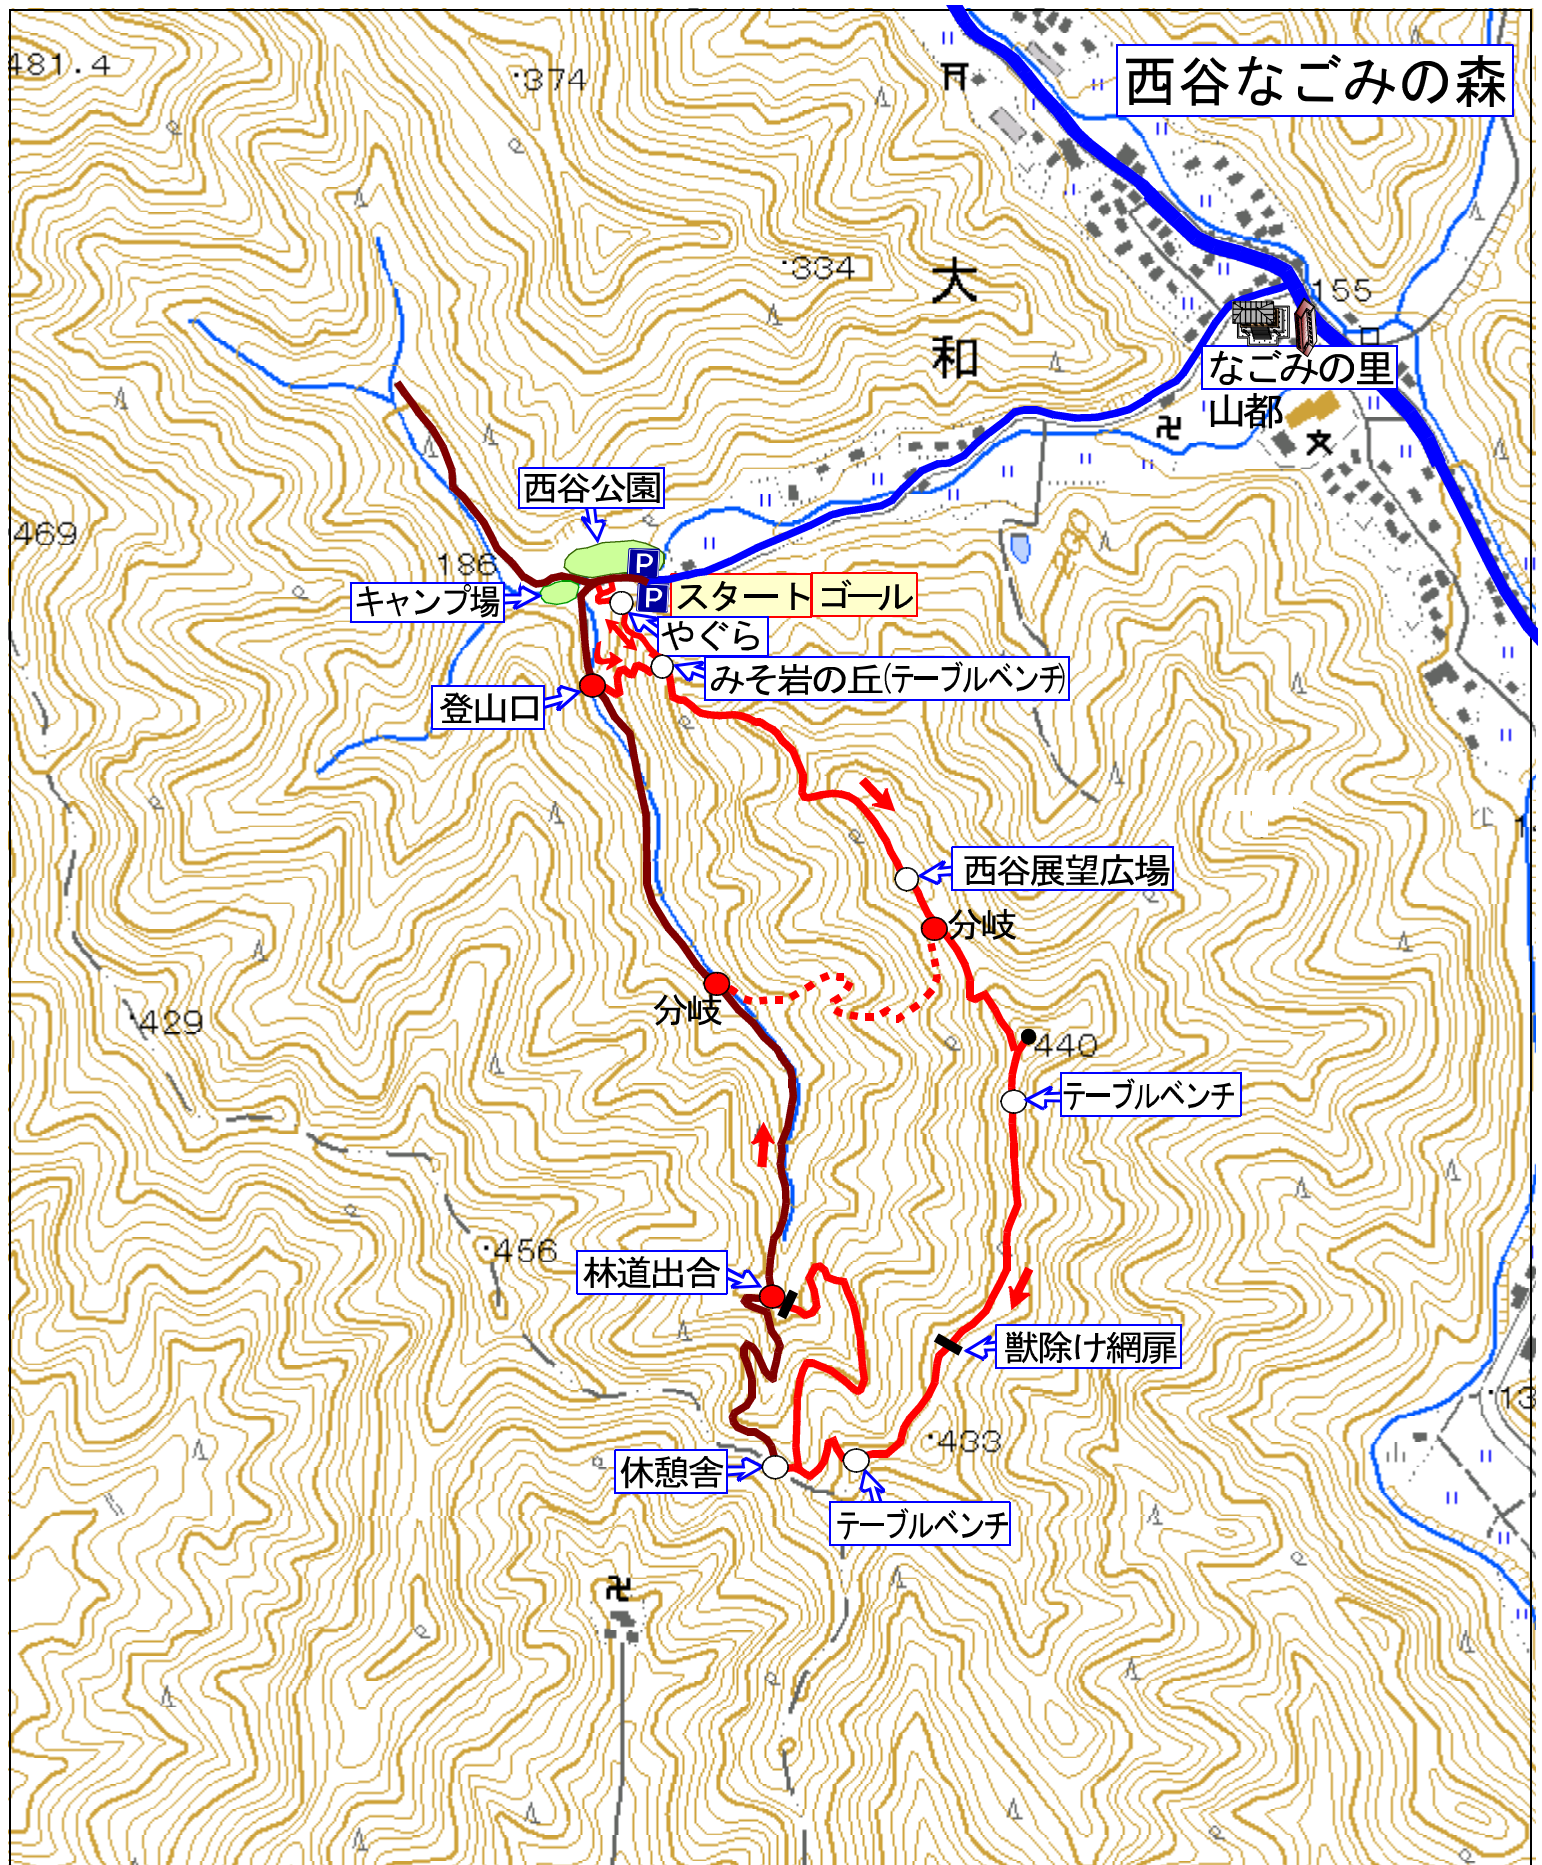 481.4
374
西谷なごみの森
334
大
和
155
なごみの里
山都
文
西谷公園
469
186
P
キャンプ場
P
スタート
ゴール
200
やぐら
みそ岩の丘(テーブルベンチ)
登山口
西谷展望広場
分岐
分岐
429
440
テーブルベンチ
456
林道出合
獣除け網扉
13
433
休憩舎
テーブルベンチ